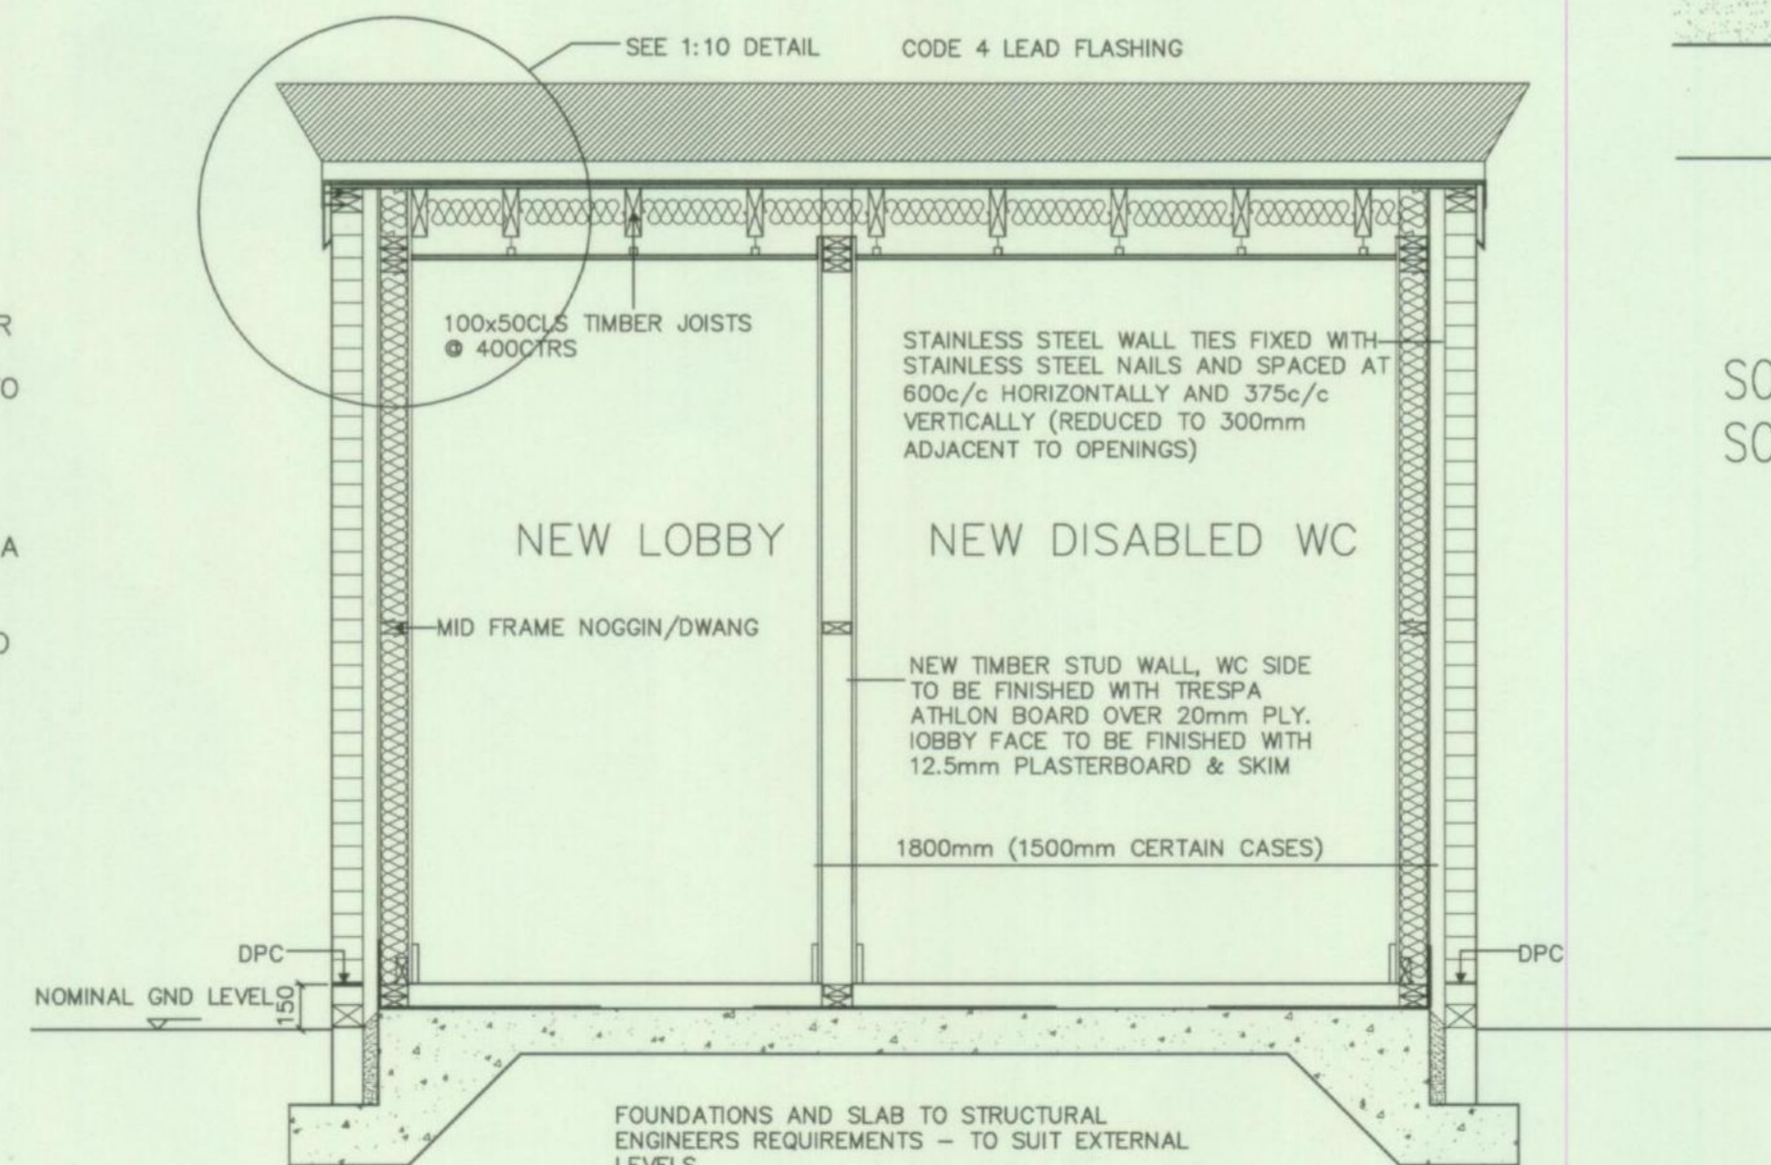 SEE 1:10 DETAIL
CODE 4 LEAD FLASHING
100x50CLS TIMBER JOISTS
@ 400CTRS
STAINLESS STEEL WALL TIES FIXED WITH
STAINLESS STEEL NAILS AND SPACED AT
600c/c HORIZONTALLY AND 375c/c
VERTICALLY (REDUCED TO 300mm
ADJACENT TO OPENINGS)
NEW LOBBY
NEW DISABLED WC
MID FRAME NOGGIN/DWANG
NEW TIMBER STUD WALL, WC SIDE
TO BE FINISHED WITH TRESPA
ATHLON BOARD OVER 20mm PLY.
lOBBY FACE TO BE FINISHED WITH
12.5mm PLASTERBOARD & SKIM
1800mm (1500mm CERTAIN CASES)
DPC
DPC
NOMINAL GND LEVEL
150
FOUNDATIONS AND SLAB TO STRUCTURAL
ENGINEERS REQUIREMENTS – TO SUIT EXTERNAL
LEVELS
R
O
A
SO
SO